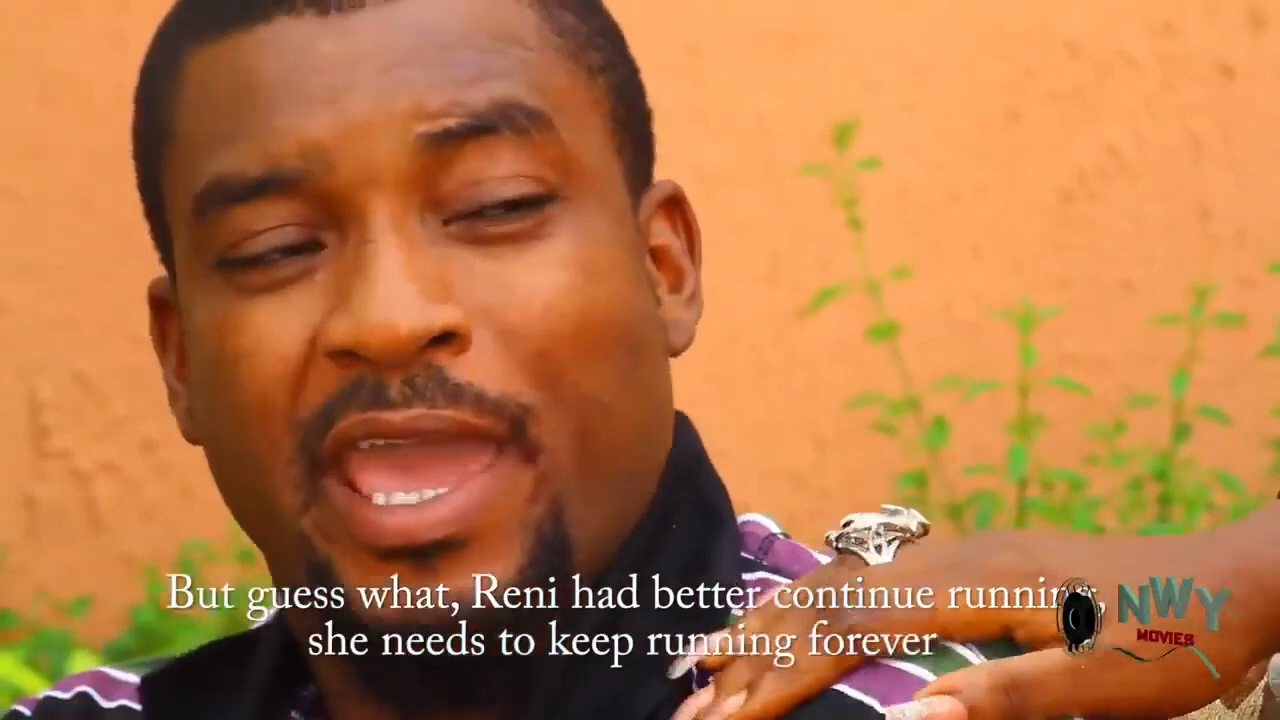 But guess what, Reni had better continue running,
she needs to keep running forever
NWY
MOVIES